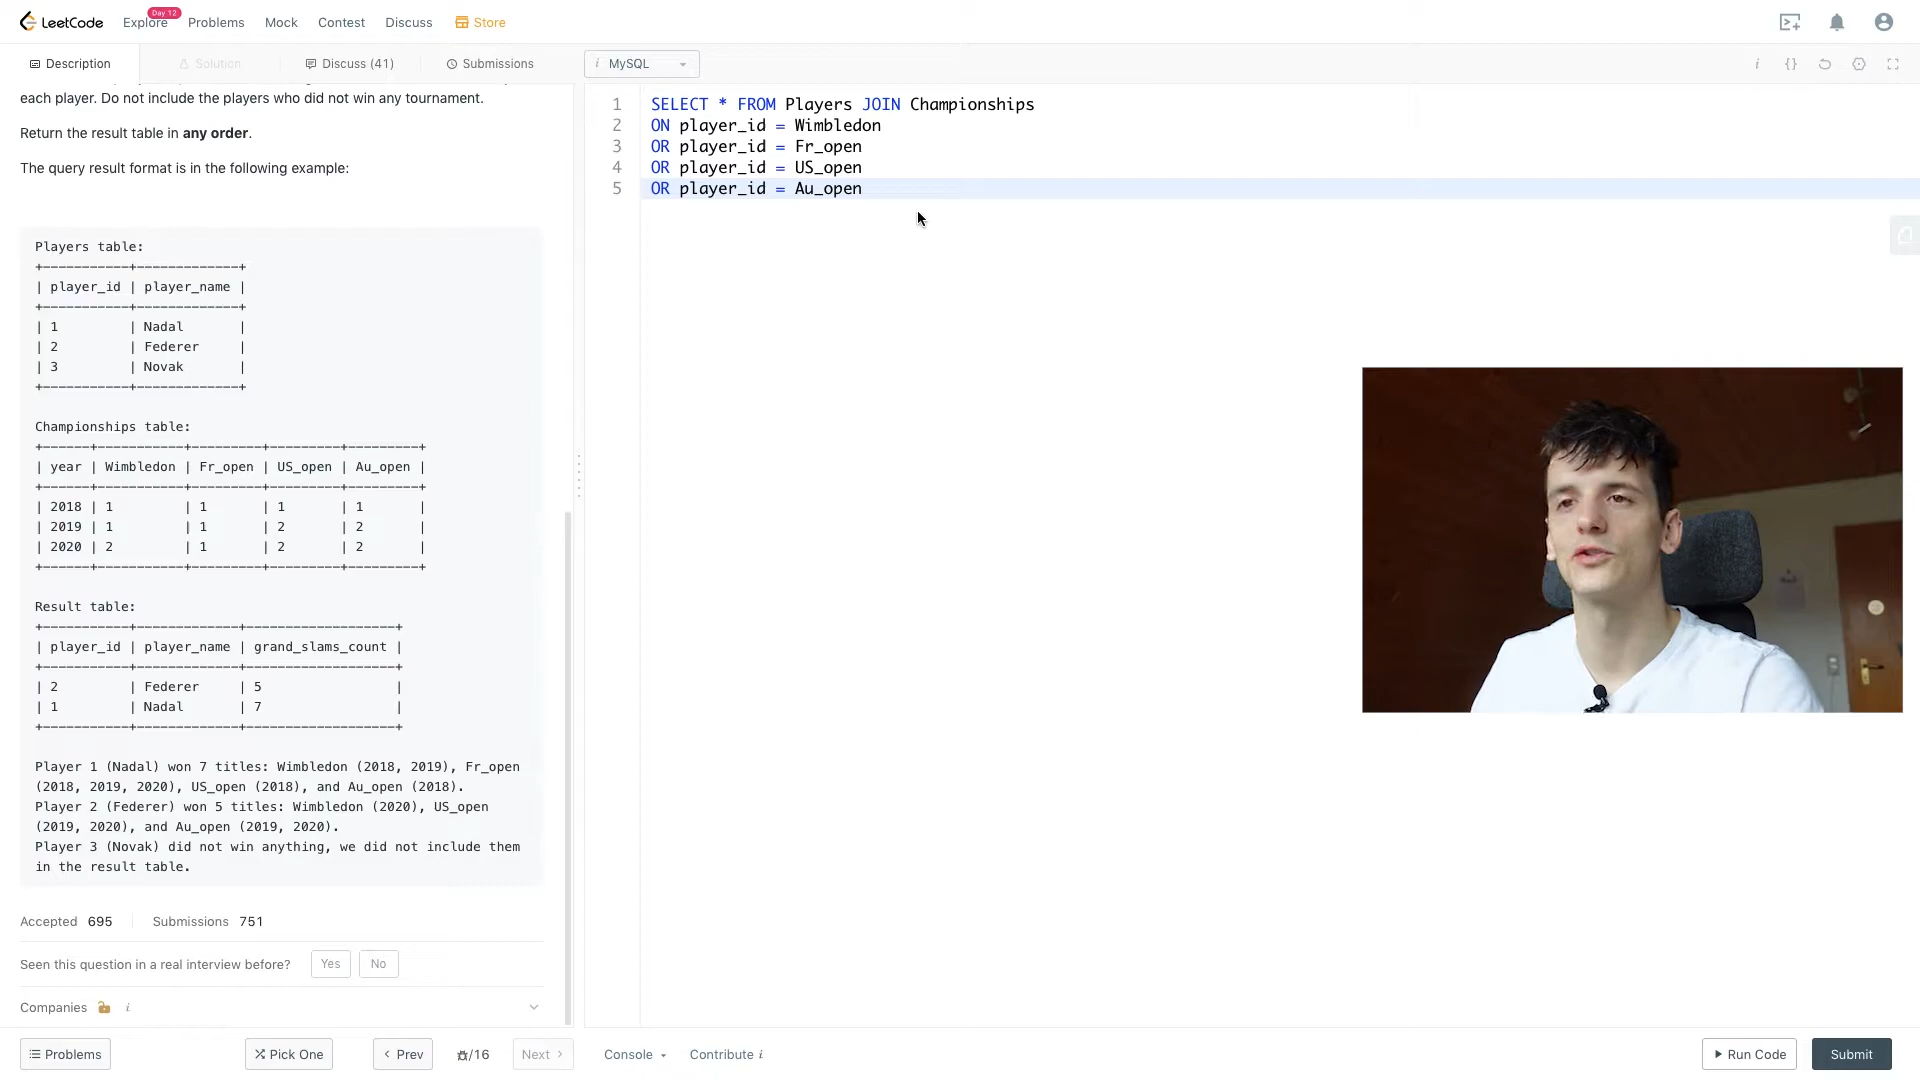 LeetCode
Explore
Day 12
Problems
Mock
Contest
Discuss
Store
Description
Solution
Discuss (41)
Submissions
i MySQL
i {}
each player. Do not include the players who did not win any tournament.
Return the result table in any order.
The query result format is in the following example:
Players table:
+-----------+-------------+
| player_id | player_name |
+-----------+-------------+
| 1         | Nadal       |
| 2         | Federer     |
| 3         | Novak       |
+-----------+-------------+
Championships table:
+------+-----------+---------+---------+---------+
| year | Wimbledon | Fr_open | US_open | Au_open |
+------+-----------+---------+---------+---------+
| 2018 | 1         | 1       | 1       | 1       |
| 2019 | 1         | 1       | 2       | 2       |
| 2020 | 2         | 1       | 2       | 2       |
+------+-----------+---------+---------+---------+
Result table:
+-----------+-------------+-------------------+
| player_id | player_name | grand_slams_count |
+-----------+-------------+-------------------+
| 2         | Federer     | 5                 |
| 1         | Nadal       | 7                 |
+-----------+-------------+-------------------+
Player 1 (Nadal) won 7 titles: Wimbledon (2018, 2019), Fr_open
(2018, 2019, 2020), US_open (2018), and Au_open (2018).
Player 2 (Federer) won 5 titles: Wimbledon (2020), US_open
(2019, 2020), and Au_open (2019, 2020).
Player 3 (Novak) did not win anything, we did not include them
in the result table.
Accepted 695 Submissions 751
Seen this question in a real interview before? Yes No
Companies i
1 SELECT * FROM Players JOIN Championships
2 ON player_id = Wimbledon
3 OR player_id = Fr_open
4 OR player_id = US_open
5 OR player_id = Au_open
Problems
Pick One
Prev
/16
Next
Console
Contribute i
Run Code
Submit